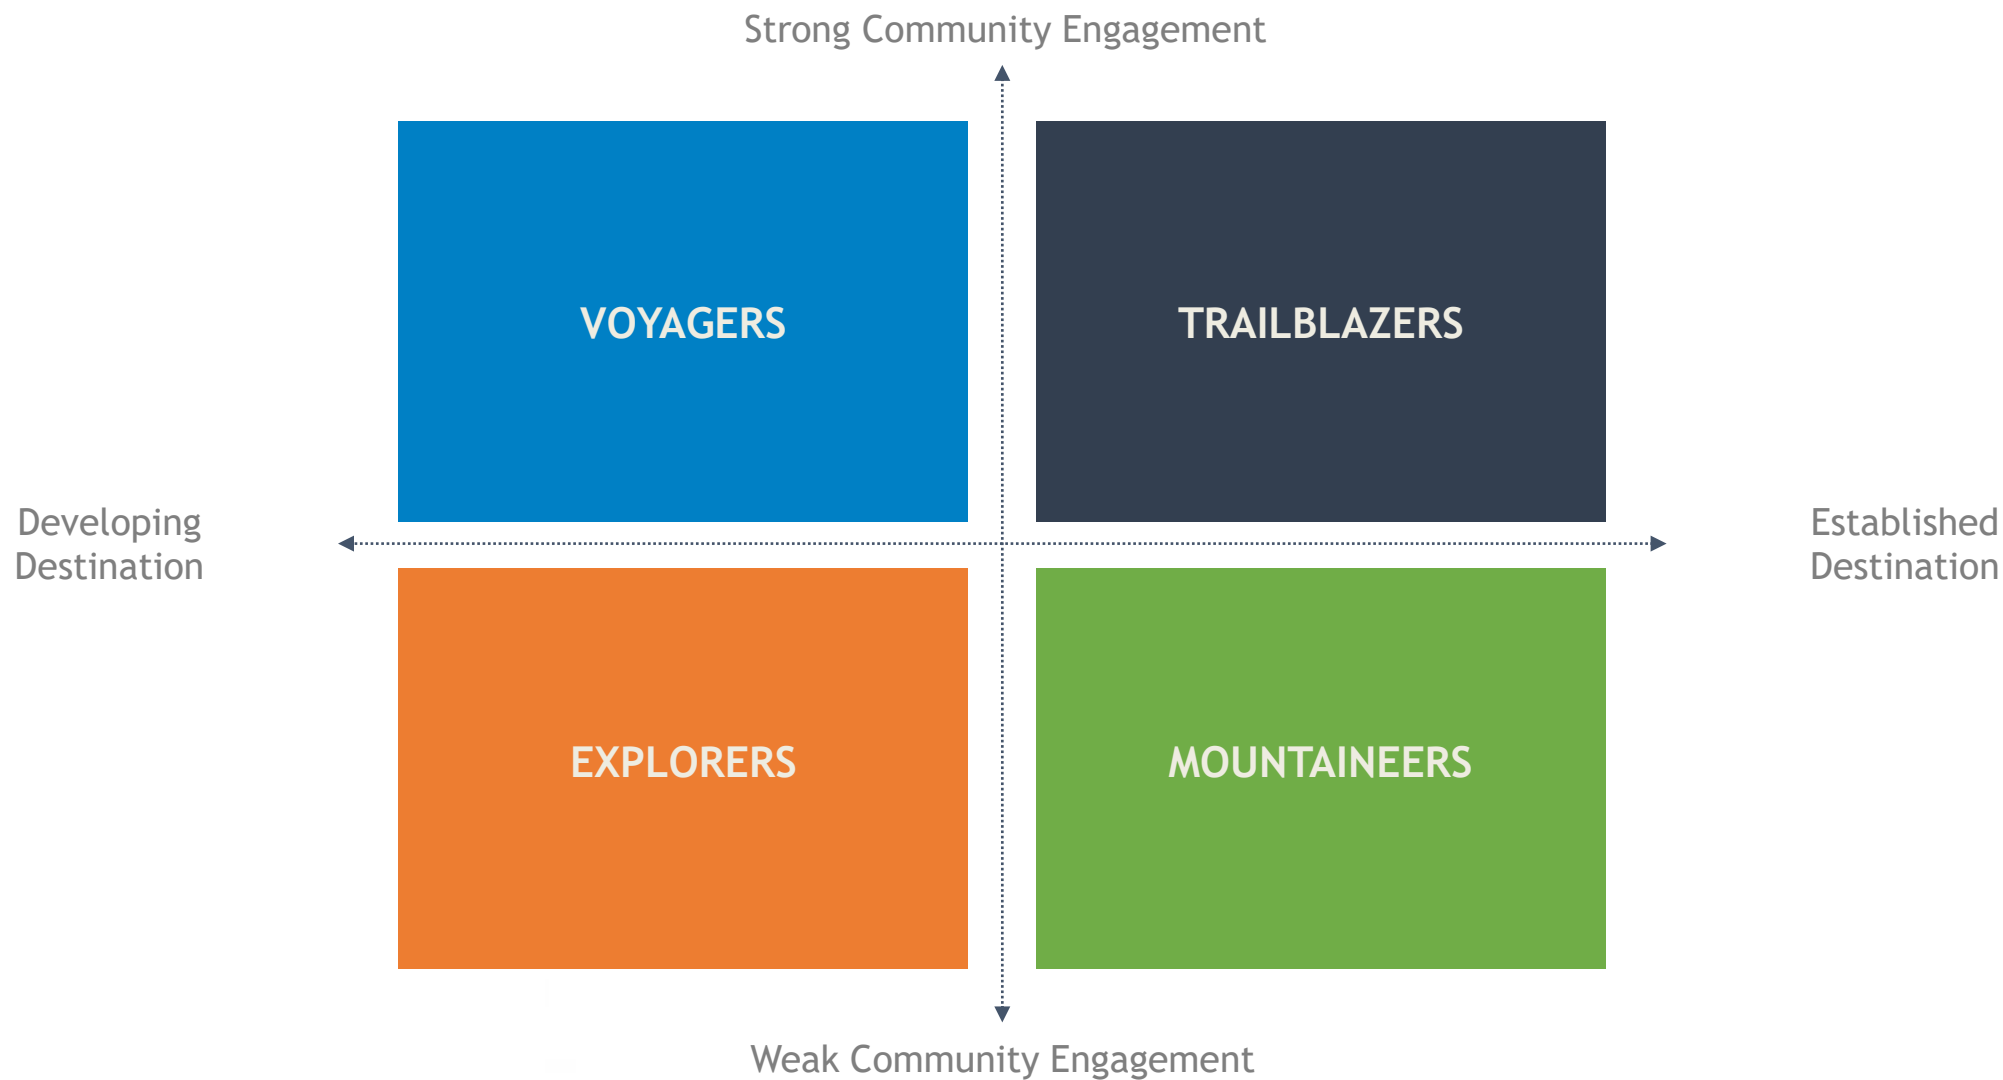 Strong Community Engagement
VOYAGERS
TRAILBLAZERS
Developing
Destination
Established
Destination
EXPLORERS
MOUNTAINEERS
Weak Community Engagement